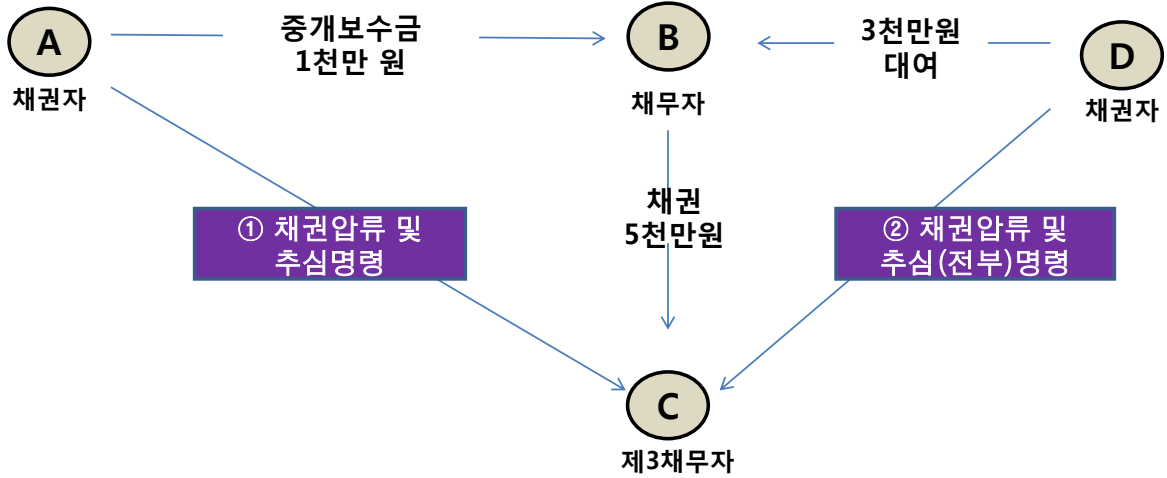 A
채권자
중개보수금
1천만 원
B
채무자
3천만원
대여
D
채권자
채권
5천만원
① 채권압류 및
추심명령
② 채권압류 및
추심(전부)명령
C
제3채무자